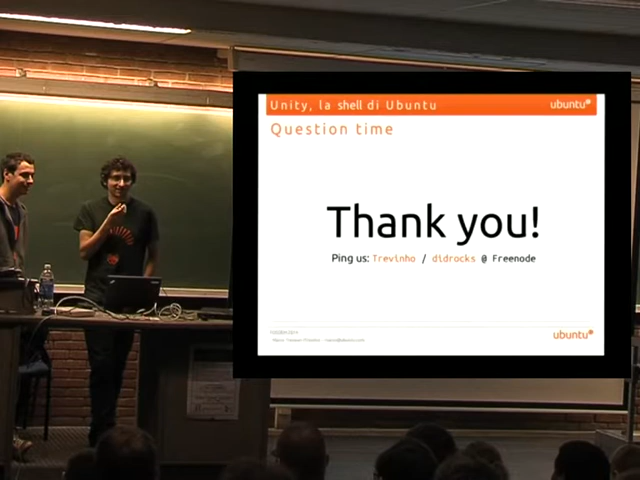 Unity, la shell di Ubuntu
ubuntu
Question time
Thank you!
Ping us: Trevinho / didrocks @ Freenode
ubuntu